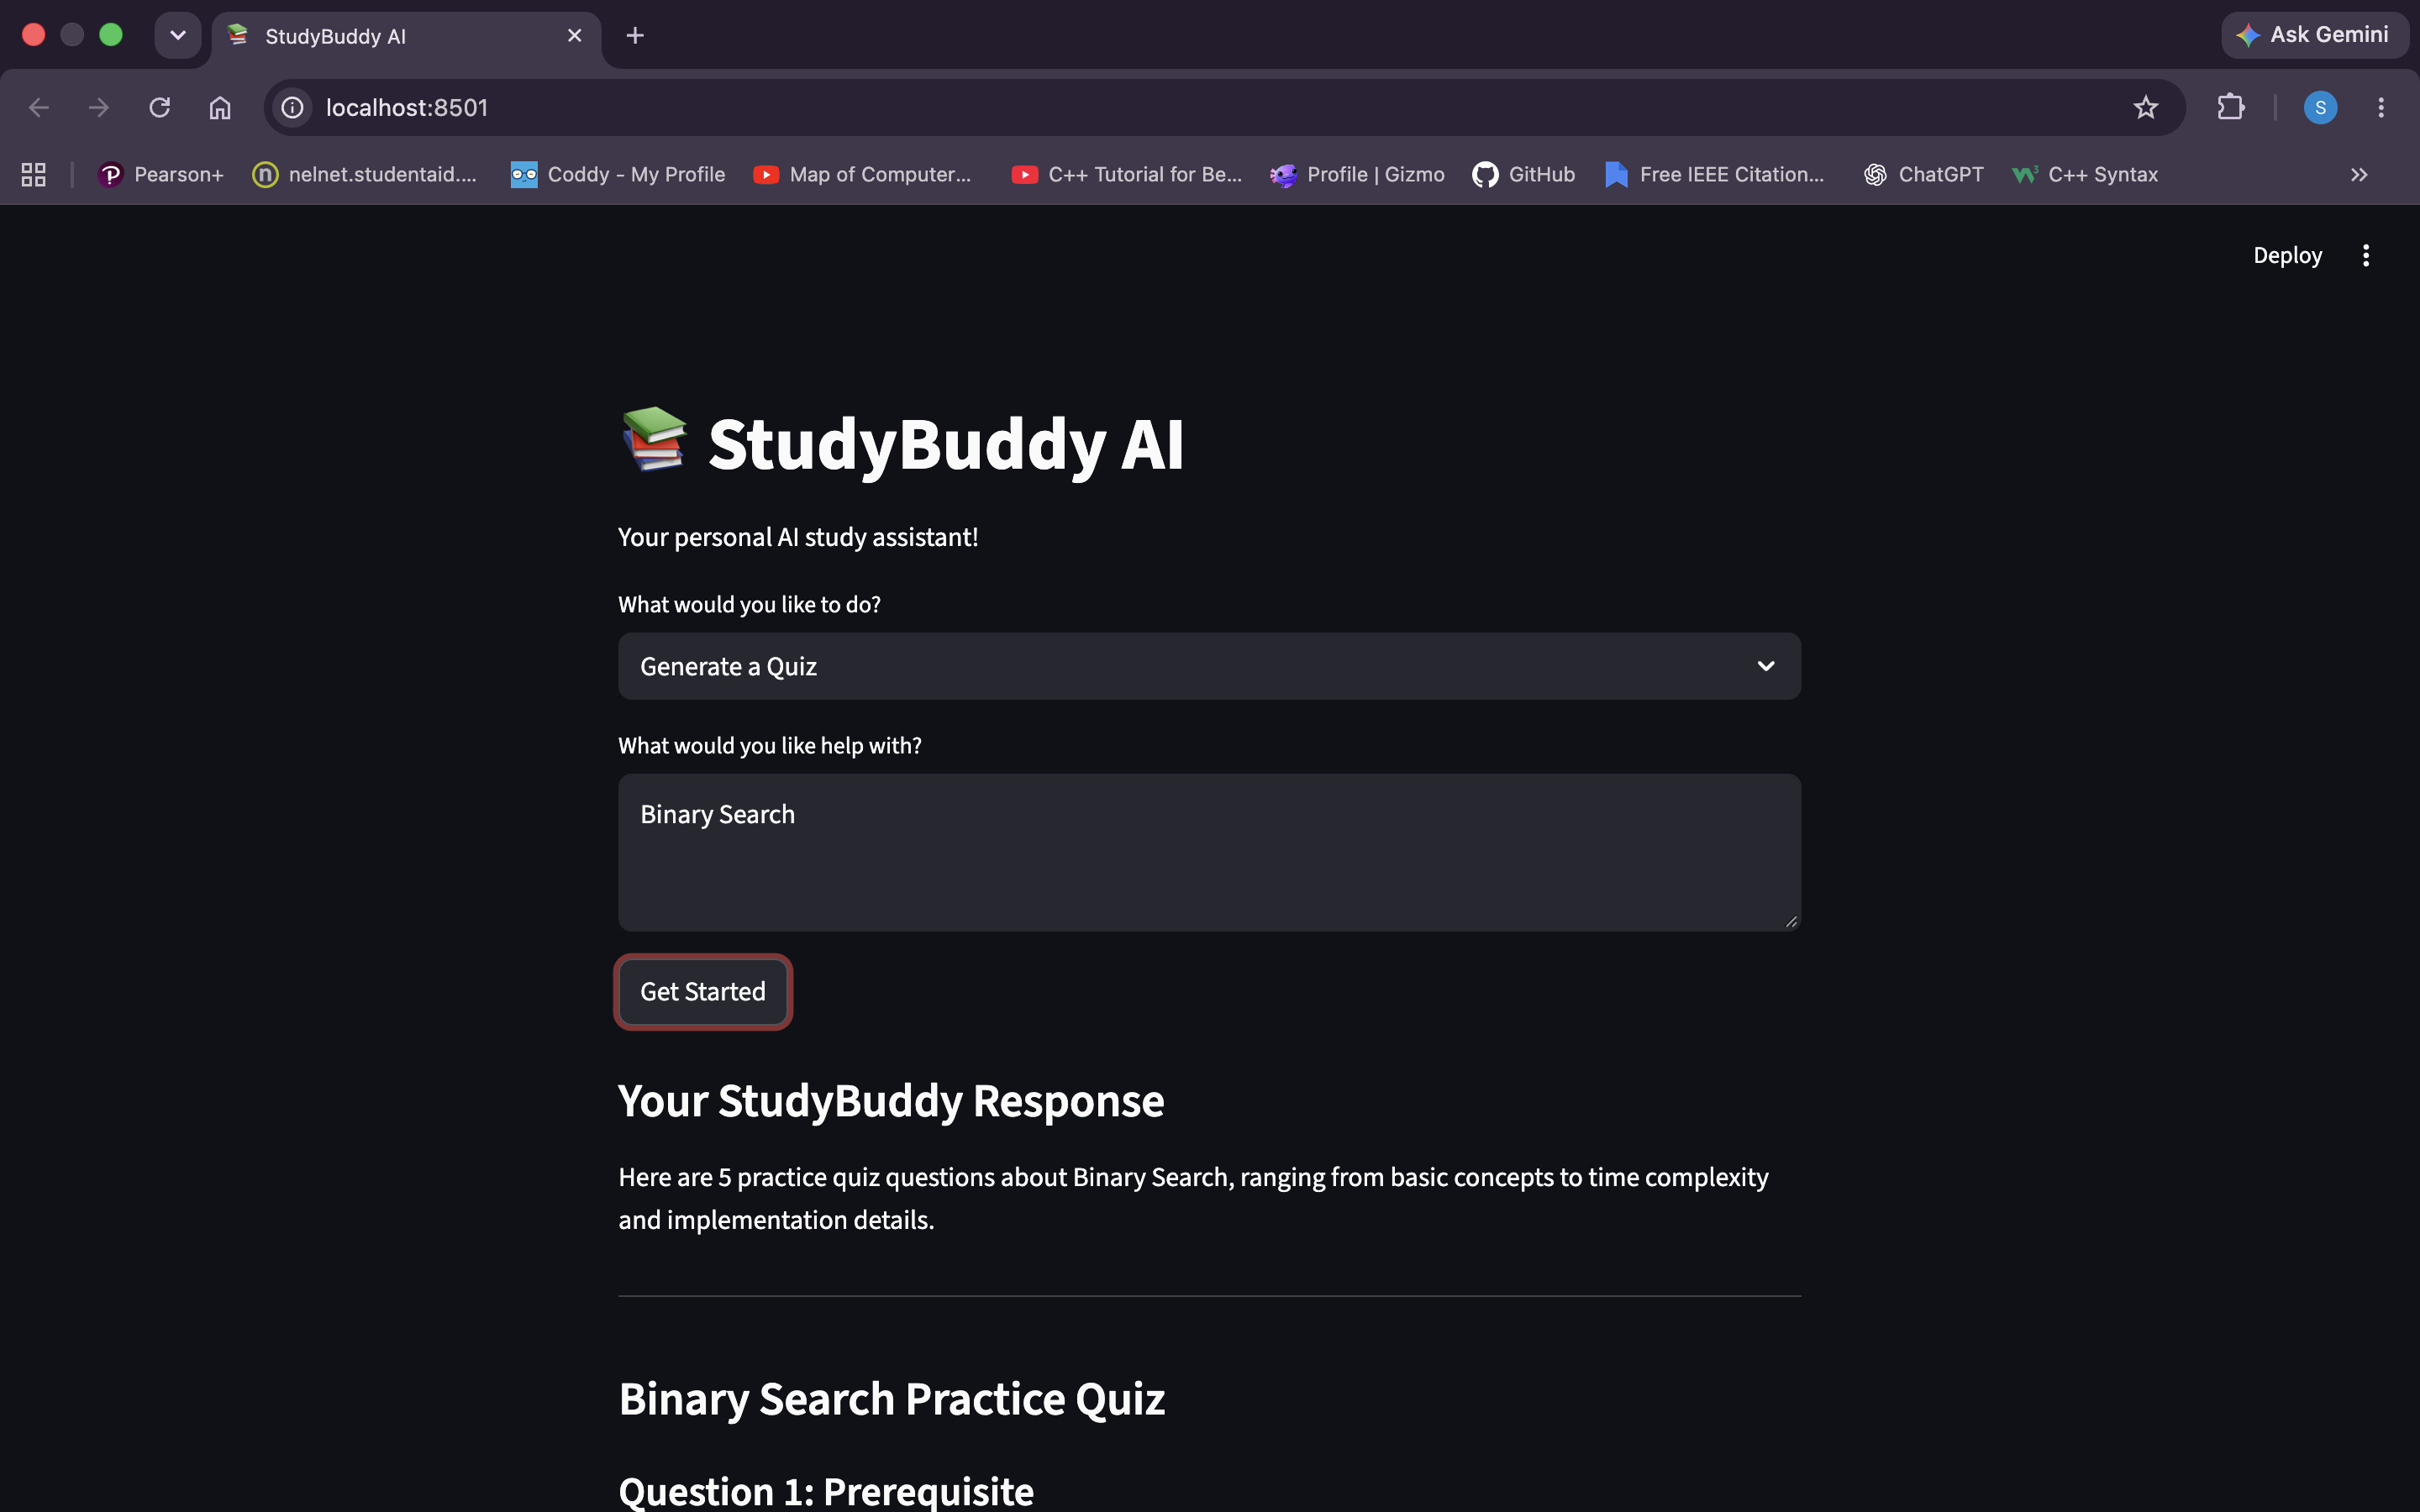 StudyBuddy AI
Ask Gemini
localhost:8501
S
Pearson+
nelnet.studentaid....
Coddy - My Profile
Map of Computer...
C++ Tutorial for Be...
Profile | Gizmo
GitHub
Free IEEE Citation...
ChatGPT
C++ Syntax
Deploy
StudyBuddy AI
Your personal AI study assistant!
What would you like to do?
Generate a Quiz
What would you like help with?
Binary Search
Get Started
Your StudyBuddy Response
Here are 5 practice quiz questions about Binary Search, ranging from basic concepts to time complexity
and implementation details.
Binary Search Practice Quiz
Question 1: Prerequisite